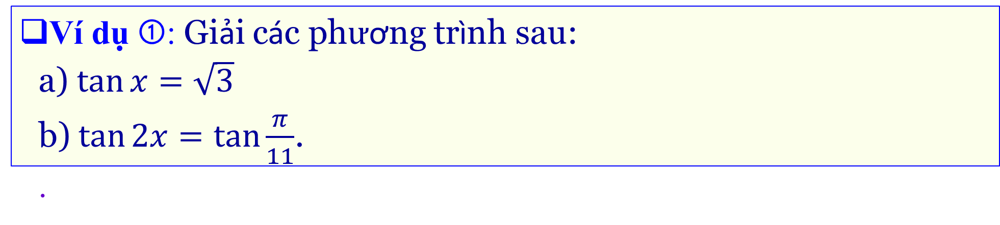 ❑Ví dụ ①: Giải các phương trình sau:
a) tan 𝑥 = √3
b) tan 2𝑥 = tan 𝜋/11.
.